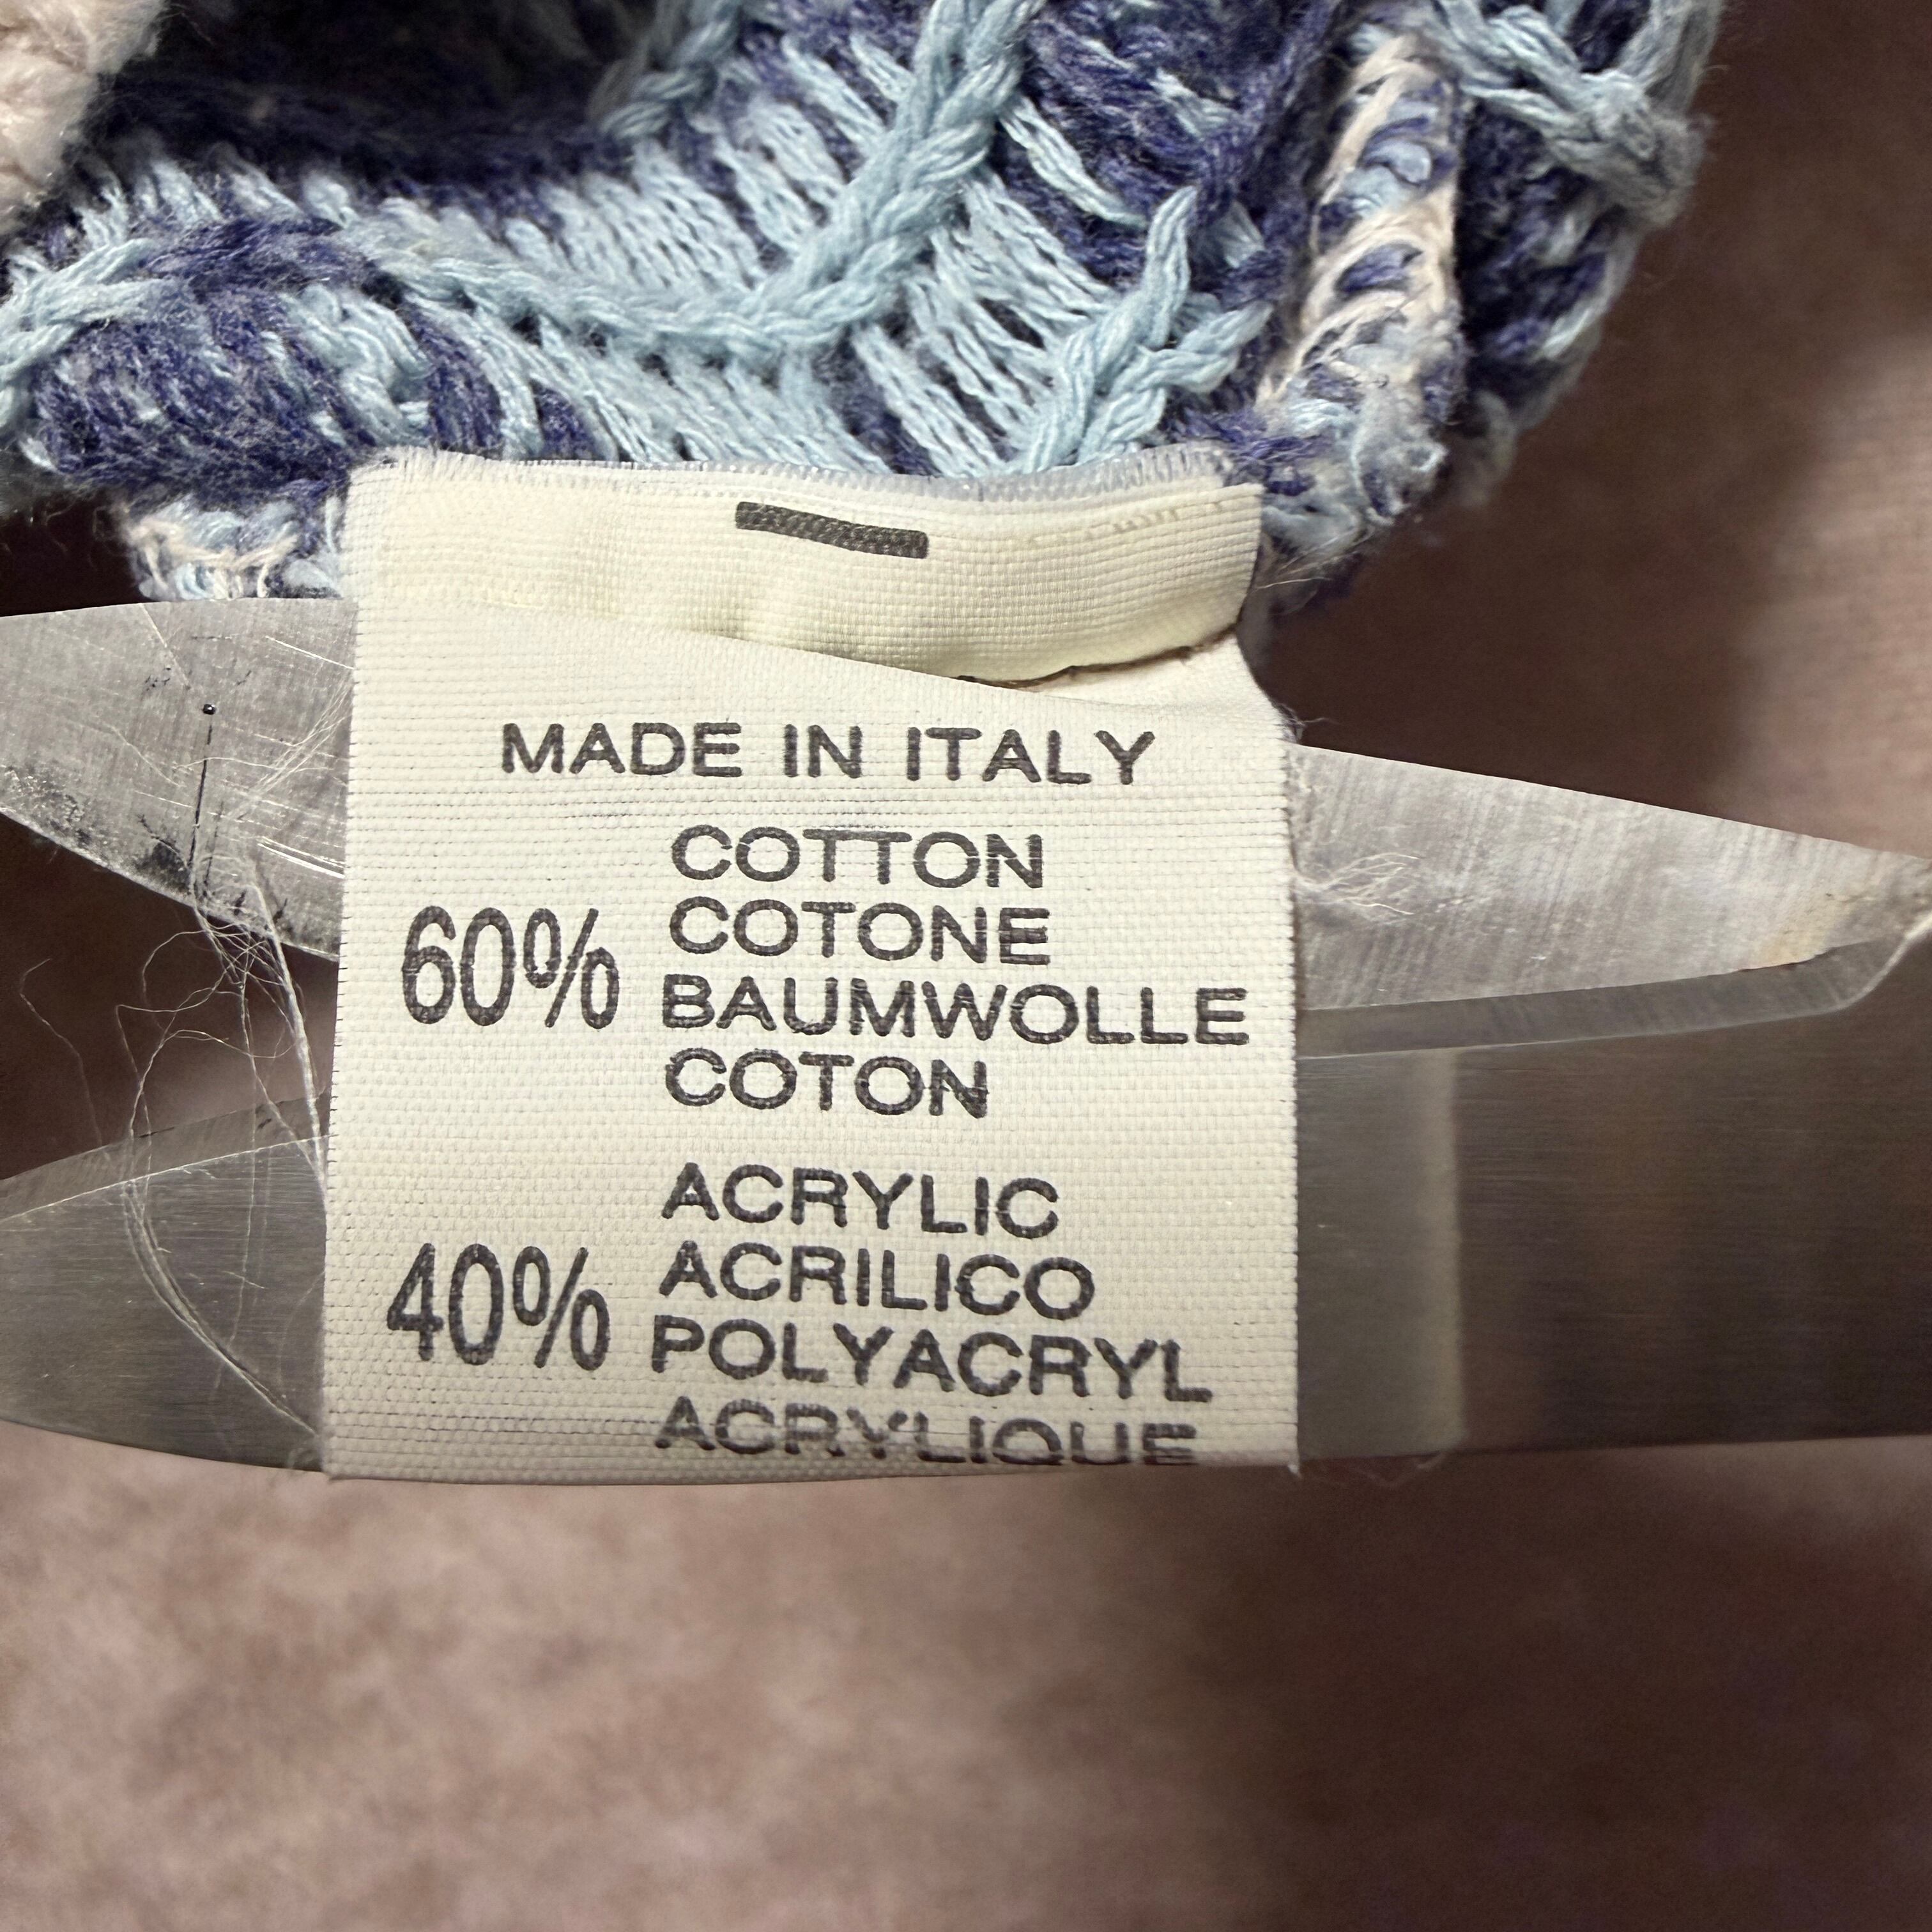 MADE IN ITALY
COTTON
COTONE
60% BAUMWOLLE
COTON
ACRYLIC
ACRILICO
40% POLYACRYL
ACRYLIQUE